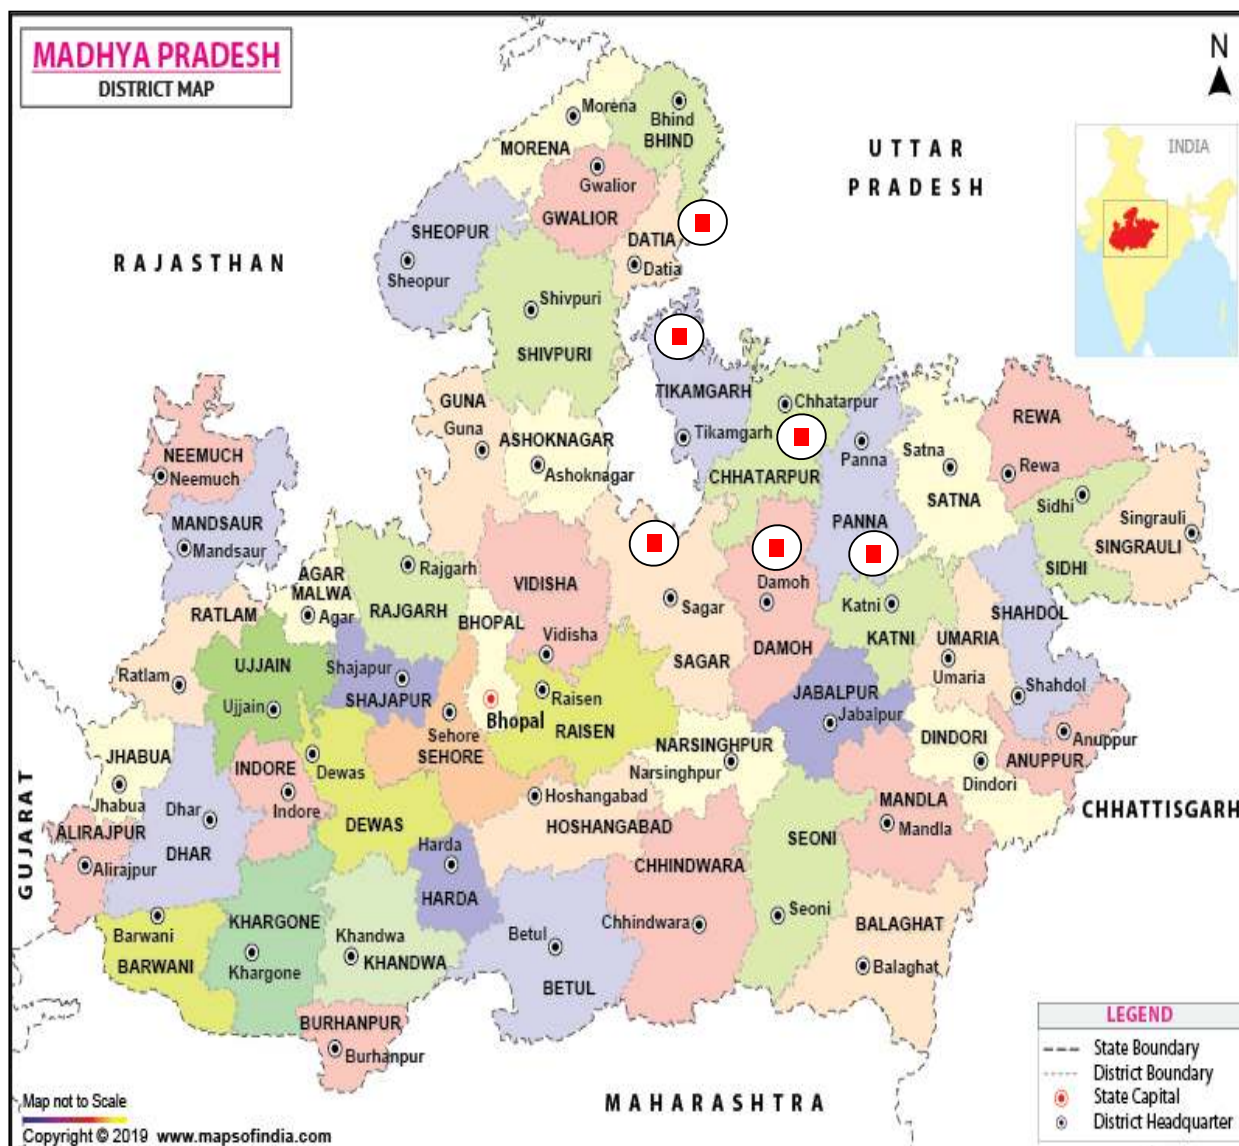 MADHYA PRADESH
DISTRICT MAP
N
INDIA
UTTAR
PRADESH
RAJASTHAN
GUJARAT
CHHATTISGARH
MAHARASHTRA
Morena
MORENA
Bhind
BHIND
Gwalior
GWALIOR
SHEOPUR
Sheopur
DATIA
Datia
Shivpuri
SHIVPURI
TIKAMGARH
Tikamgarh
Chhatarpur
CHHATARPUR
GUNA
Guna
ASHOKNAGAR
Ashoknagar
Panna
PANNA
Satna
SATNA
REWA
Rewa
Sidhi
SIDHI
Singrauli
SINGRAULI
NEEMUCH
Neemuch
MANDSAUR
Mandsaur
AGAR
MALWA
Agar
Rajgarh
RAJGARH
VIDISHA
Vidisha
BHOPAL
Bhopal
Sagar
SAGAR
Damoh
DAMOH
Katni
KATNI
UMARIA
Umaria
SHAHDOL
Shahdol
RATLAM
Ratlam
UJJAIN
Ujjain
Shajapur
SHAJAPUR
Sehore
SEHORE
Raisen
RAISEN
JABALPUR
Jabalpur
NARSINGHPUR
Narsinghpur
DINDORI
Dindori
Anuppur
ANUPPUR
JHABUA
Jhabua
INDORE
Indore
Dewas
DEWAS
Dhar
DHAR
ALIRAJPUR
Alirajpur
Hoshangabad
HOSHANGABAD
Harda
HARDA
CHHINDWARA
Chhindwara
SEONI
Seoni
MANDLA
Mandla
BALAGHAT
Balaghat
Barwani
BARWANI
KHARGONE
Khargone
Khandwa
KHANDWA
Betul
BETUL
BURHANPUR
Burhanpur
LEGEND
State Boundary
District Boundary
State Capital
District Headquarter
Map not to Scale
Copyright © 2019 www.mapsofindia.com